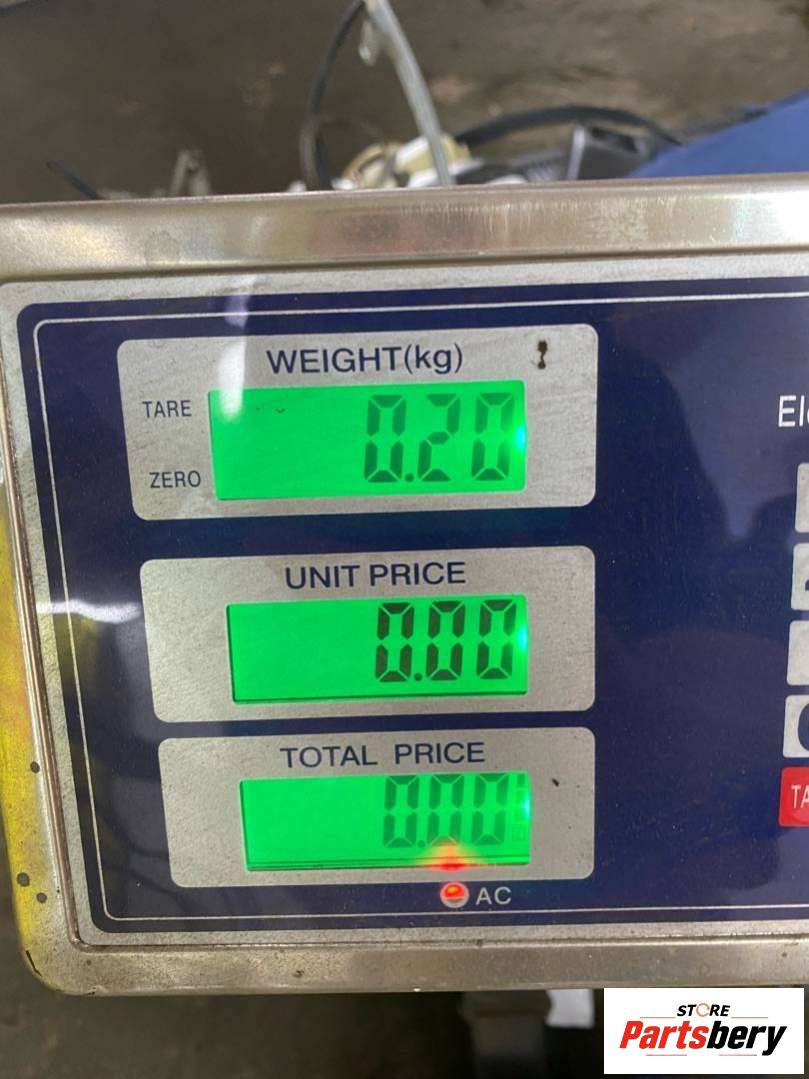 WEIGHT(kg)
TARE
0.20
ZERO
UNIT PRICE
0.00
TOTAL PRICE
0.00
AC
STORE
Partsbery